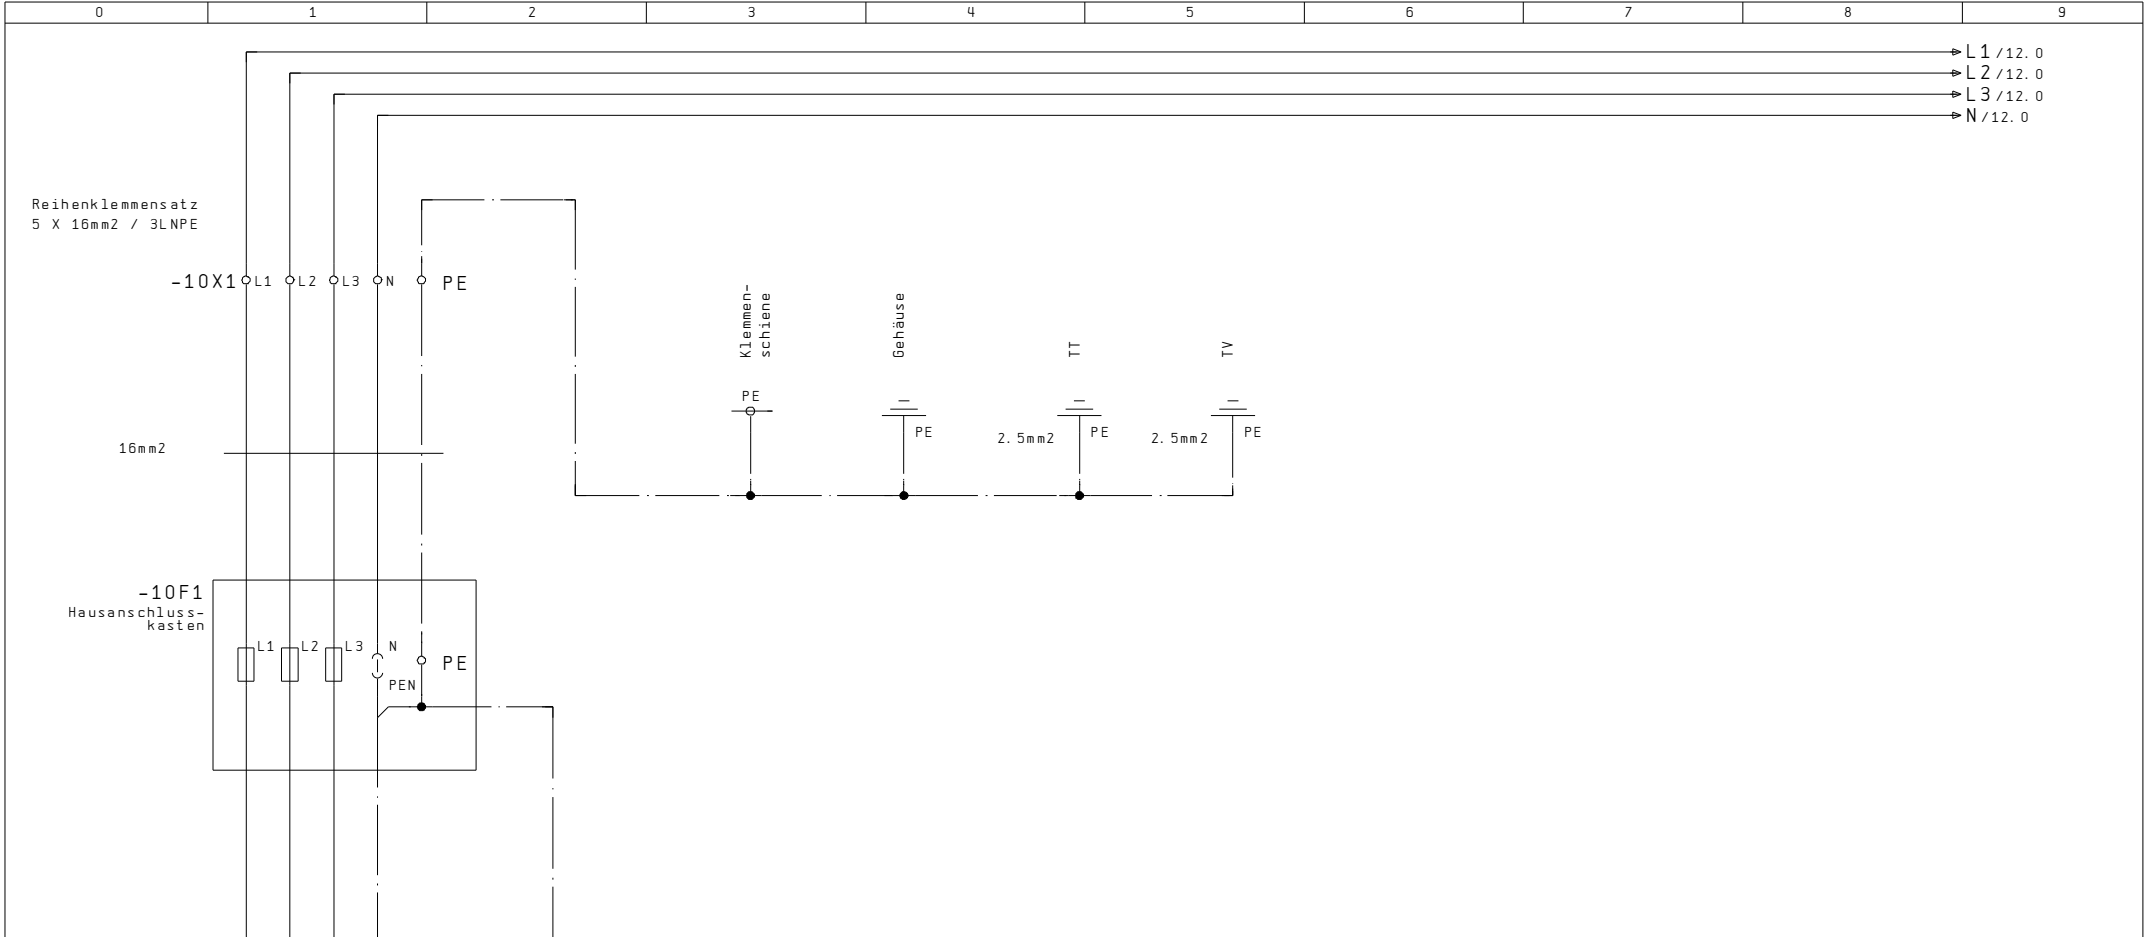 0 1 2 3 4 5 6 7 8 9
L1 /12.0
L2 /12.0
L3 /12.0
N /12.0
Reihenklemmensatz
5 X 16mm2 / 3LNPE
-10X1 L1 L2 L3 N PE
Klemmen-
schiene
Gehäuse
TT
TV
PE
PE
2.5mm2 PE
2.5mm2 PE
16mm2
-10F1
Hausanschluss-
kasten
L1 L2 L3 N
PE
PEN